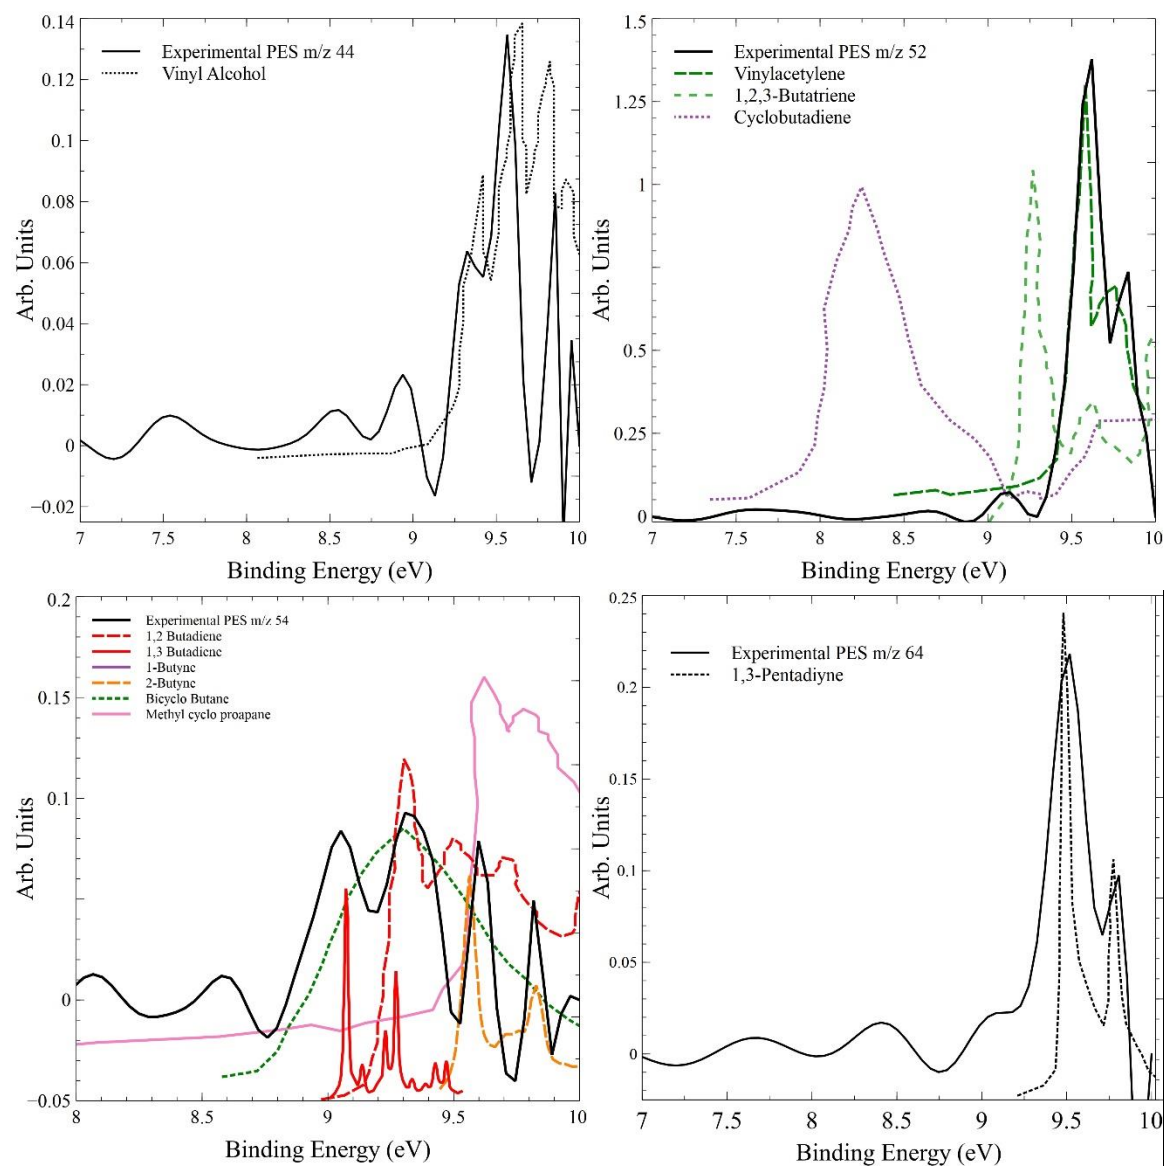 0.14
0.12
0.1
0.08
0.06
0.04
0.02
0
−0.02
Arb. Units
Experimental PES m/z 44
Vinyl Alcohol
7
7.5
8
8.5
9
9.5
10
Binding Energy (eV)
1.5
1.25
1
0.5
0.25
0
Arb. Units
Experimental PES m/z 52
Vinylacetylene
1,2,3-Butatriene
Cyclobutadiene
7
7.5
8
8.5
9
9.5
10
Binding Energy (eV)
0.2
0.15
0.1
0
−0.05
Arb. Units
Experimental PES m/z 54
1,2 Butadiene
1,3 Butadiene
1-Butync
2-Butync
Bicyclo Butane
Methyl cyclo proapane
8
8.5
9
9.5
10
Binding Energy (eV)
0.25
0.2
0.15
0.1
0.05
0
Arb. Units
Experimental PES m/z 64
1,3-Pentadiyne
7
7.5
8
8.5
9
9.5
10
Binding Energy (eV)